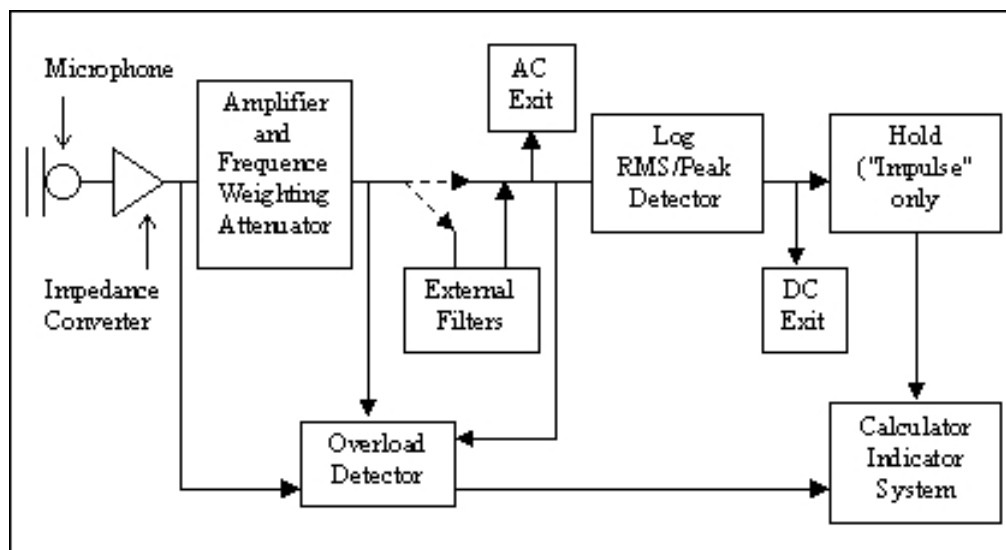 Microphone
Impedance
Converter
Amplifier
and
Frequence
Weighting
Attenuator
AC
Exit
External
Filters
Overload
Detector
Log
RMS/Peak
Detector
DC
Exit
Hold
("Impulse"
only
Calculator
Indicator
System